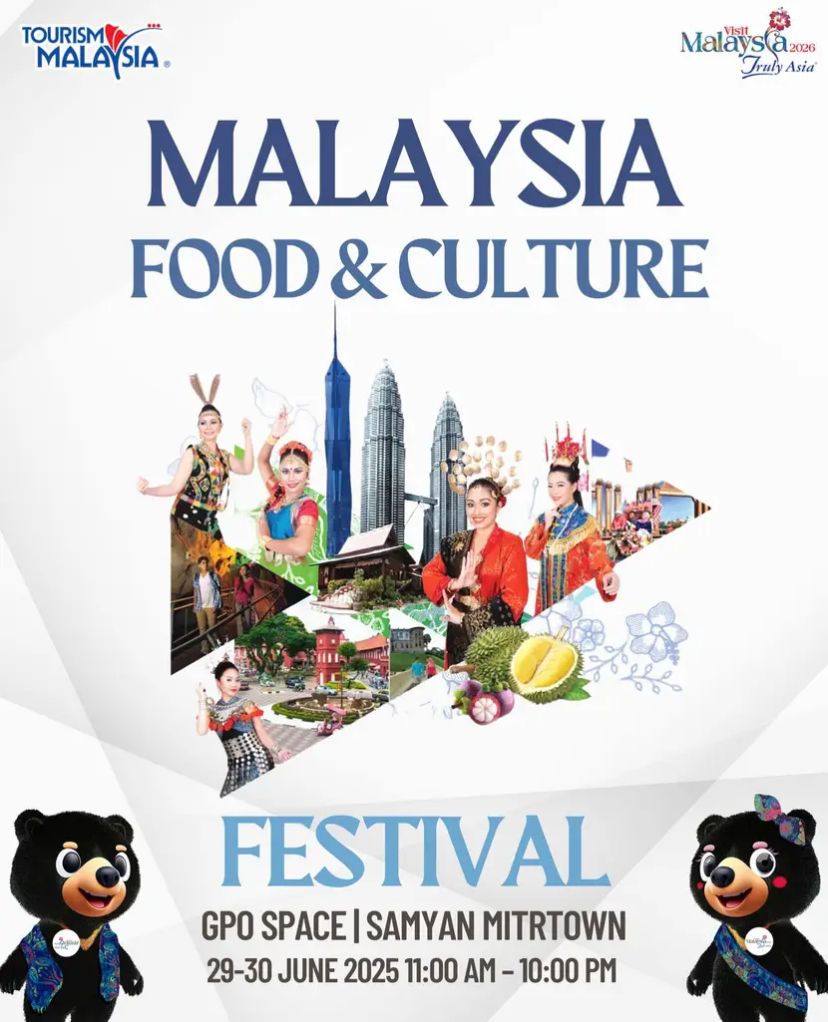 TOURISM
MALAYSIA®
Visit
Malaysia 2026
Truly Asia
MALAYSIA
FOOD & CULTURE
FESTIVAL
GPO SPACE | SAMYAN MITRTOWN
29-30 JUNE 2025 11:00 AM – 10:00 PM